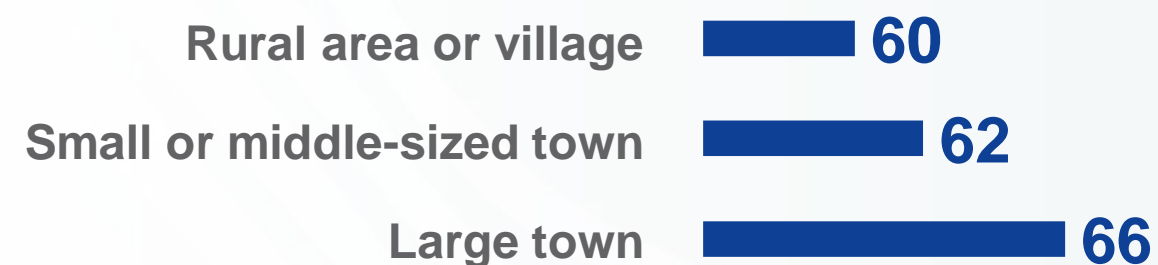 Rural area or village 60
Small or middle-sized town 62
Large town 66